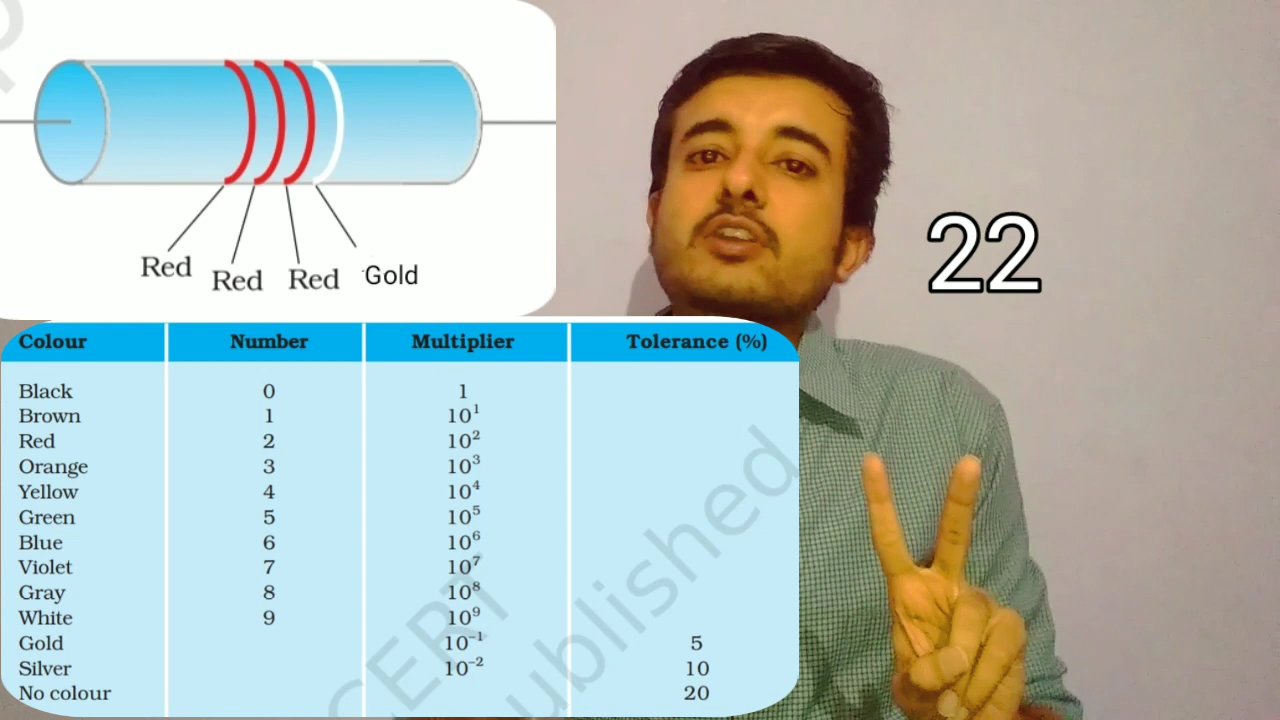 Red Red Red Gold
22
Colour Number Multiplier Tolerance (%)
Black 0 1
Brown 1 10¹
Red 2 10²
Orange 3 10³
Yellow 4 10⁴
Green 5 10⁵
Blue 6 10⁶
Violet 7 10⁷
Gray 8 10⁸
White 9 10⁹
Gold 10⁻¹ 5
Silver 10⁻² 10
No colour 20